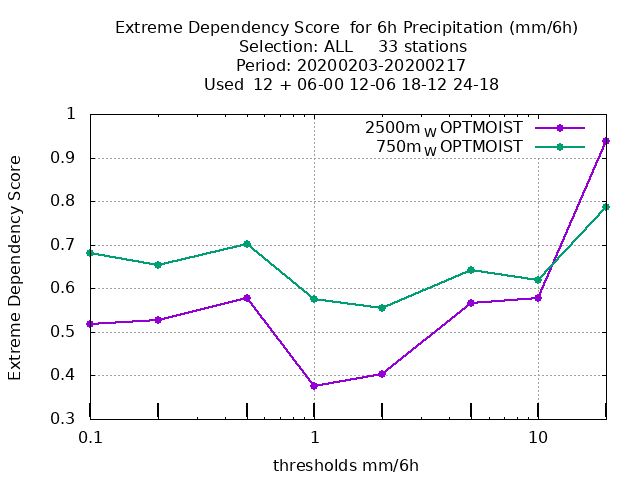 Extreme Dependency Score  for 6h Precipitation (mm/6h)
Selection: ALL     33 stations
Period: 20200203-20200217
Used  12 + 06-00 12-06 18-12 24-18
2500m W OPTMOIST
750m W OPTMOIST
Extreme Dependency Score
1
0.9
0.8
0.7
0.6
0.5
0.4
0.3
0.1 1 10
thresholds mm/6h